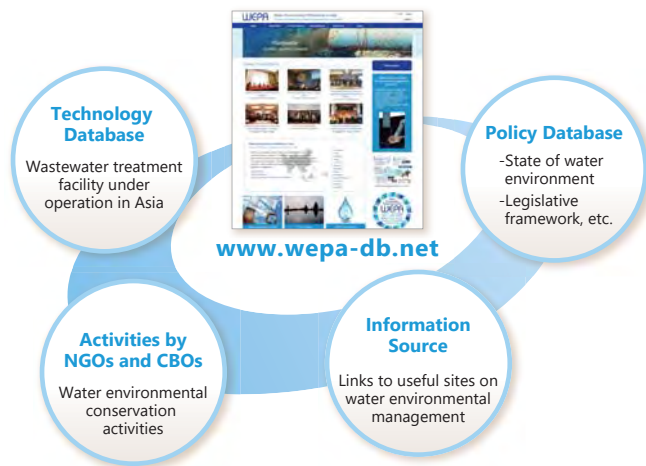 WEPA
Technology
Database
Wastewater treatment
facility under
operation in Asia
Policy Database
-State of water
environment
-Legislative
framework, etc.
www.wepa-db.net
Activities by
NGOs and CBOs
Water environmental
conservation
activities
Information
Source
Links to useful sites on
water environmental
management